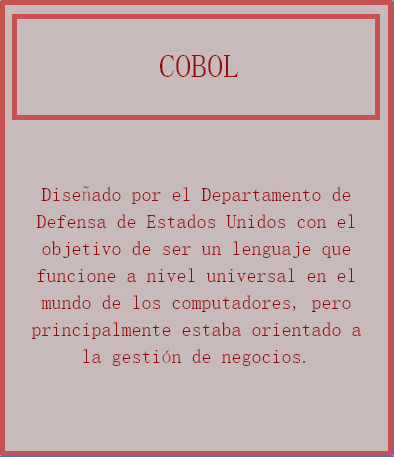 COBOL
Diseñado por el Departamento de
Defensa de Estados Unidos con el
objetivo de ser un lenguaje que
funcione a nivel universal en el
mundo de los computadores, pero
principalmente estaba orientado a
la gestión de negocios.